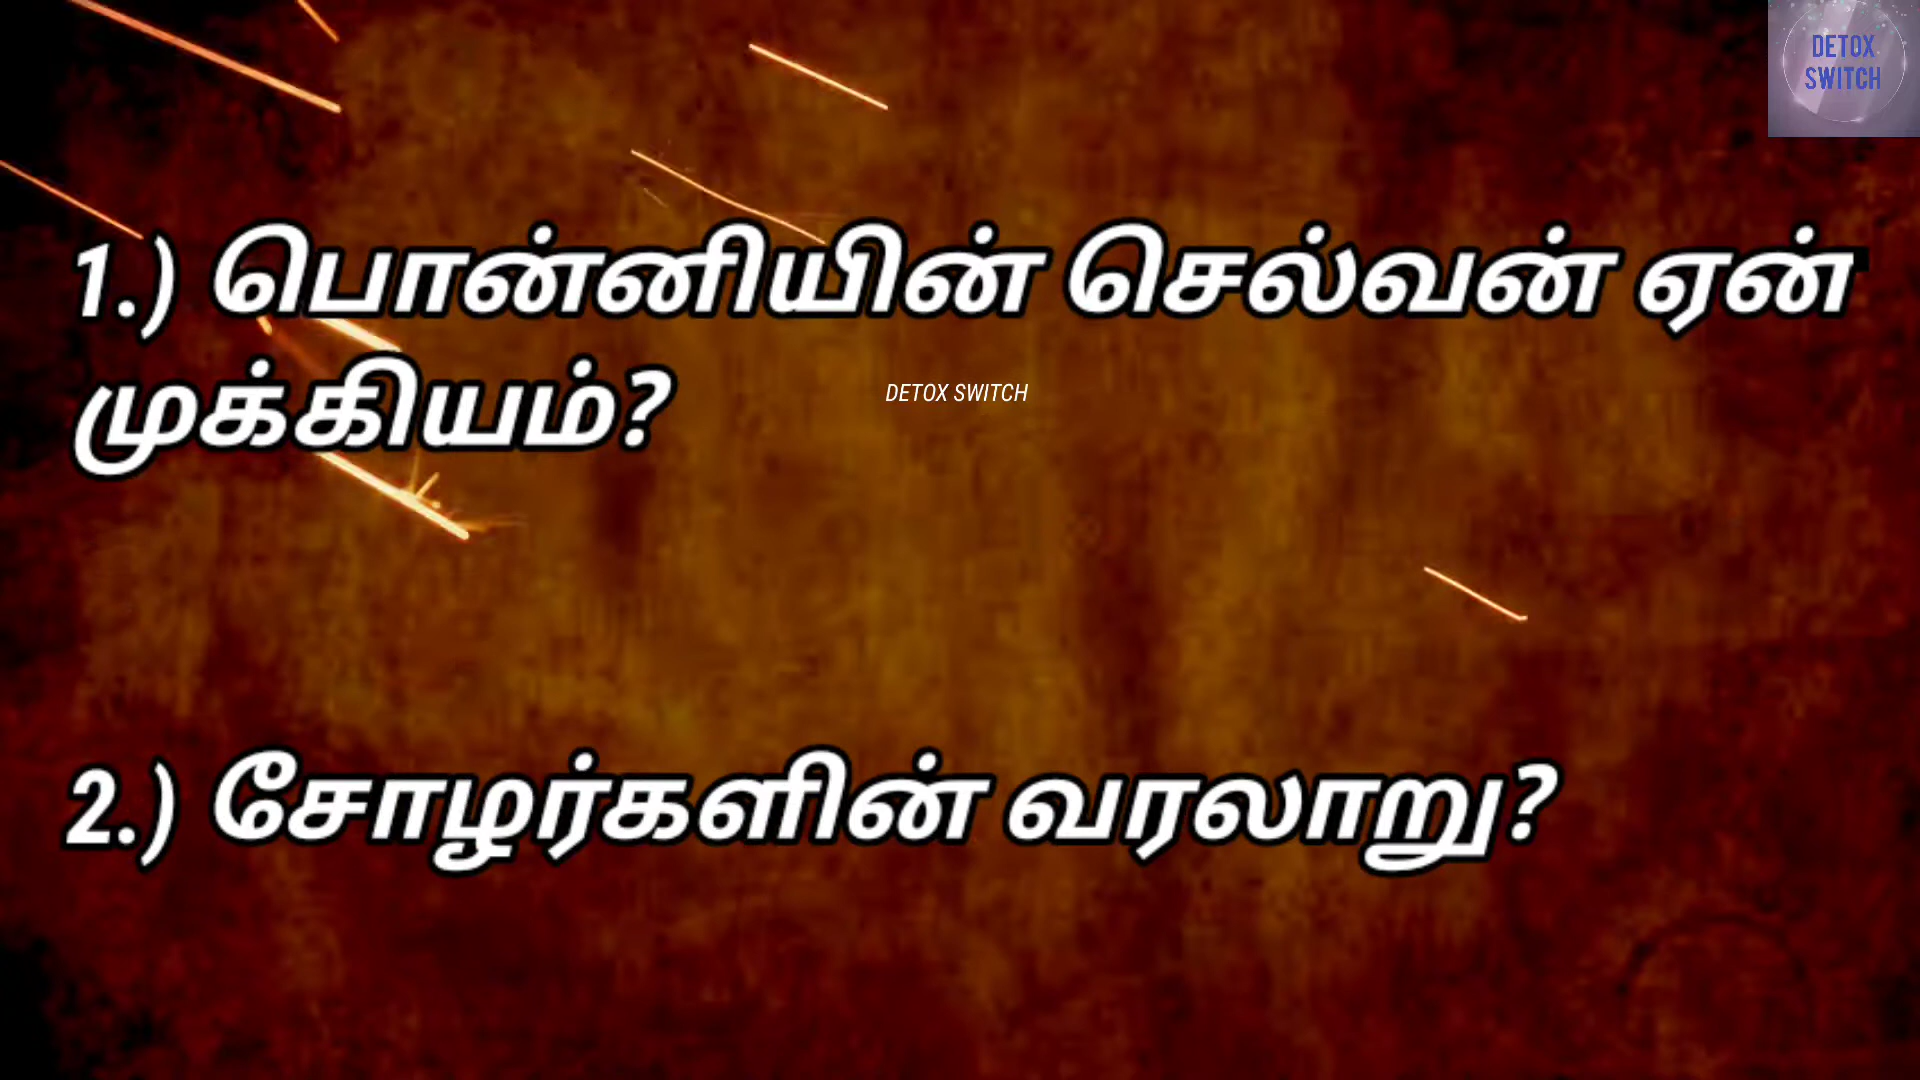 DETOX
SWITCH
1.) பொன்னியின் செல்வன் ஏன்
முக்கியம்?
DETOX SWITCH
2.) சோழர்களின் வரலாறு?